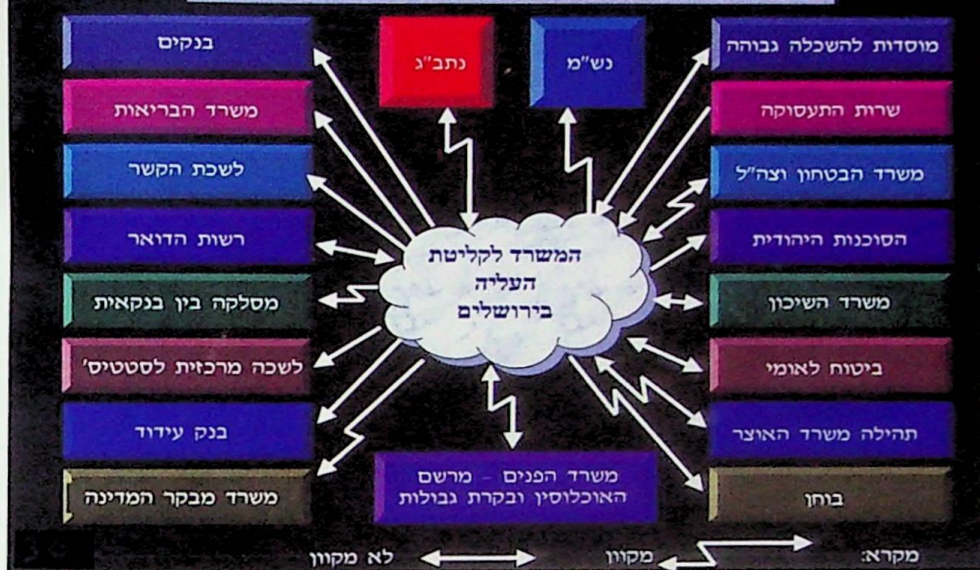 מוסדות להשכלה גבוהה
נש"מ
נתב"ג
בנקים
שרות התעסוקה
משרד הבריאות
משרד הבטחון וצה"ל
לשכת הקשר
הסוכנות היהודית
רשות הדואר
המשרד לקליטת
העליה
בירושלים
משרד השיכון
מסלקה בין בנקאית
ביטוח לאומי
לשכה מרכזית לסטטיס'
תהילה משרד האוצר
בנק עידוד
בוחן
משרד הפנים - מרשם
האוכלוסין ובקרת גבולות
משרד מבקר המדינה
מקרא: מקוון לא מקוון